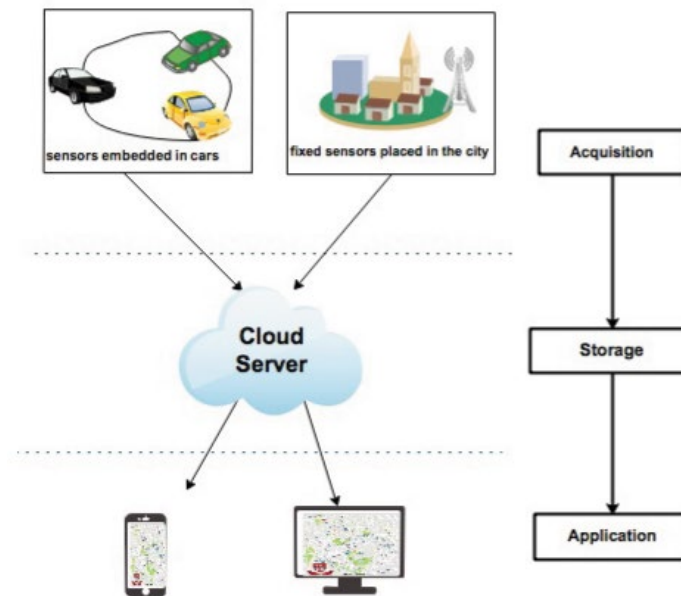 sensors embedded in cars
fixed sensors placed in the city
Acquisition
Cloud
Server
Storage
Application